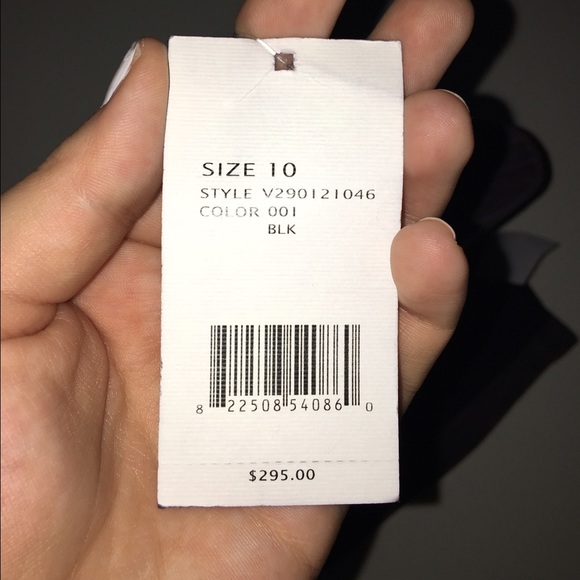 SIZE 10
STYLE V290121046
COLOR 001
BLK
8 22508 54086 0
$295.00